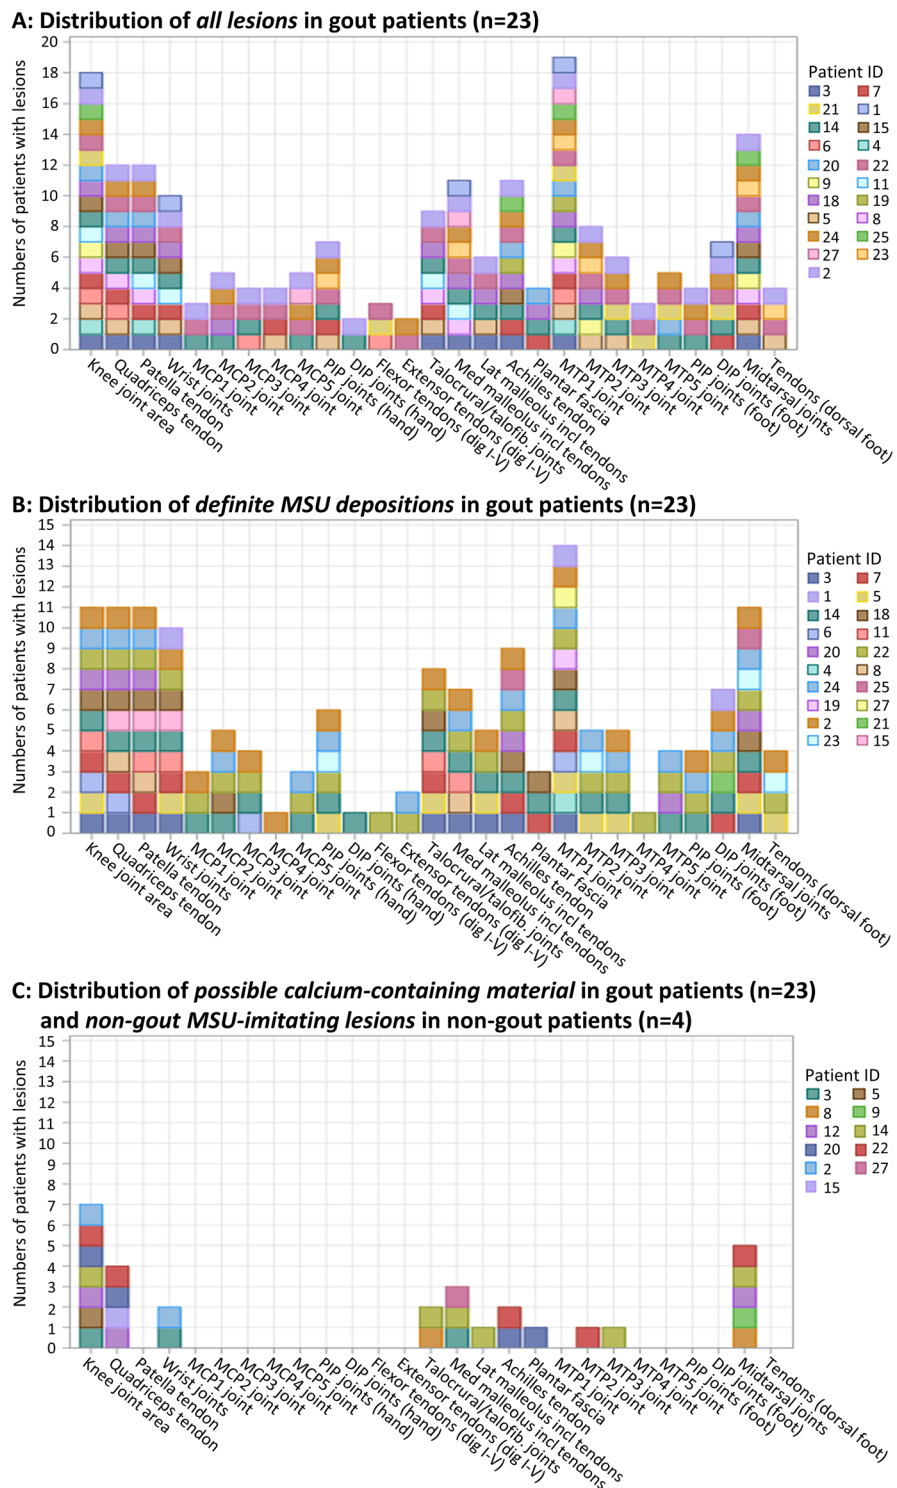 A: Distribution of all lesions in gout patients (n=23)
Numbers of patients with lesions
20
18
16
14
12
10
8
6
4
2
0
Knee joint area
Quadriceps tendon
Patella tendon
Wrist joints
MCP1 joint
MCP2 joint
MCP3 joint
MCP4 joint
MCP5 joint
PIP joints (hand)
DIP joints (hand)
Flexor tendons (dig I-V)
Extensor tendons (dig I-V)
Talocrural/talofib. joints
Med malleolus incl tendons
Lat malleolus incl tendons
Achilles tendon
Plantar fascia
MTP1 joint
MTP2 joint
MTP3 joint
MTP4 joint
MTP5 joint
PIP joints (foot)
DIP joints (foot)
Midtarsal joints
Tendons (dorsal foot)
Patient ID
3 7
21 1
14 15
6 4
20 22
9 11
18 19
5 8
24 25
27 23
2
B: Distribution of definite MSU depositions in gout patients (n=23)
Numbers of patients with lesions
15
14
13
12
11
10
9
8
7
6
5
4
3
2
1
0
Knee joint area
Quadriceps tendon
Patella tendon
Wrist joints
MCP1 joint
MCP2 joint
MCP3 joint
MCP4 joint
MCP5 joint
PIP joints (hand)
DIP joints (hand)
Flexor tendons (dig I-V)
Extensor tendons (dig I-V)
Talocrural/talofib. joints
Med malleolus incl tendons
Lat malleolus incl tendons
Achilles tendon
Plantar fascia
MTP1 joint
MTP2 joint
MTP3 joint
MTP4 joint
MTP5 joint
PIP joints (foot)
DIP joints (foot)
Midtarsal joints
Tendons (dorsal foot)
Patient ID
3 7
1 5
14 18
6 11
20 22
4 8
24 25
19 27
2 21
23 15
C: Distribution of possible calcium-containing material in gout patients (n=23)
and non-gout MSU-imitating lesions in non-gout patients (n=4)
Numbers of patients with lesions
15
14
13
12
11
10
9
8
7
6
5
4
3
2
1
0
Knee joint area
Quadriceps tendon
Patella tendon
Wrist joints
MCP1 joint
MCP2 joint
MCP3 joint
MCP4 joint
MCP5 joint
PIP joints (hand)
DIP joints (hand)
Flexor tendons (dig I-V)
Extensor tendons (dig I-V)
Talocrural/talofib. joints
Med malleolus incl tendons
Lat malleolus incl tendons
Achilles tendon
Plantar fascia
MTP1 joint
MTP2 joint
MTP3 joint
MTP4 joint
MTP5 joint
PIP joints (foot)
DIP joints (foot)
Midtarsal joints
Tendons (dorsal foot)
Patient ID
3 5
8 9
12 14
20 22
2 27
15